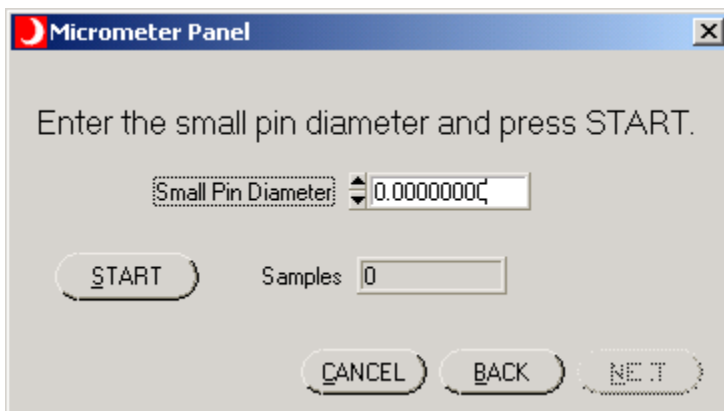 Micrometer Panel
Enter the small pin diameter and press START.
Small Pin Diameter 0.0000000
START Samples 0
CANCEL BACK NEXT